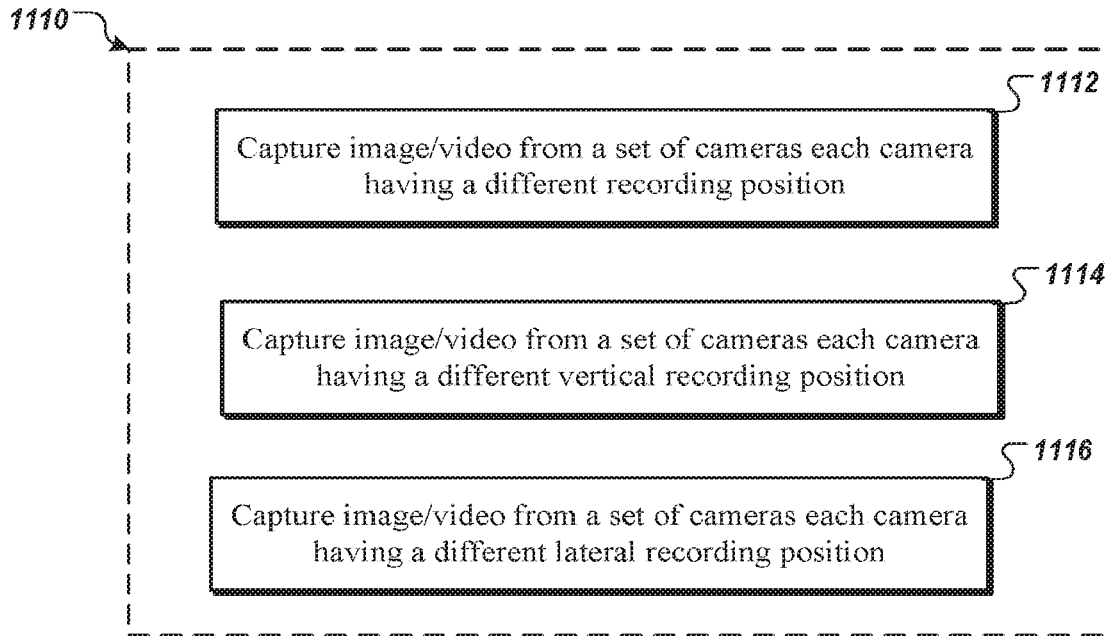 1110
1112
Capture image/video from a set of cameras each camera
having a different recording position
1114
Capture image/video from a set of cameras each camera
having a different vertical recording position
1116
Capture image/video from a set of cameras each camera
having a different lateral recording position